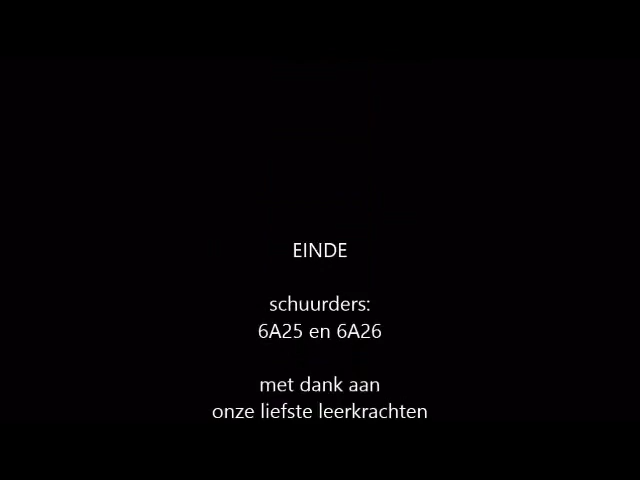 EINDE
schuurders:
6A25 en 6A26
met dank aan
onze liefste leerkrachten